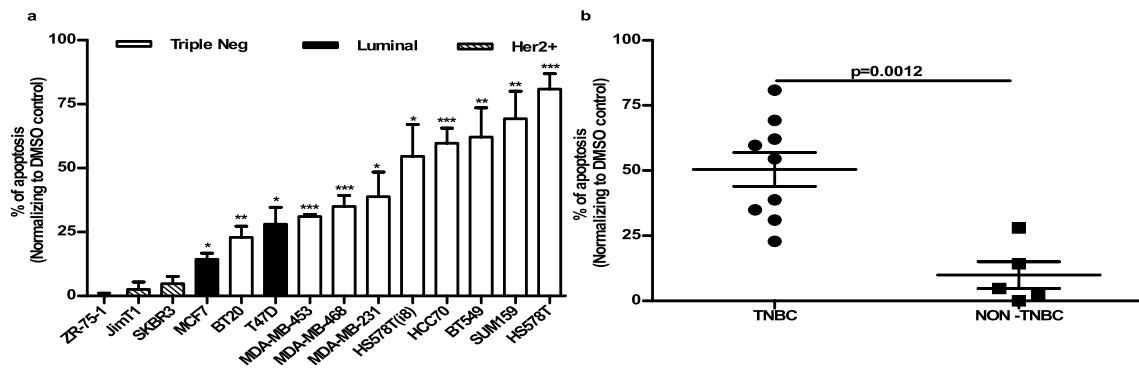 a
Triple Neg Luminal Her2+
% of apoptosis
(Normalizing to DMSO control)
100
75
50
25
0
* ** * *** *** * * *** ** ** ***
ZR-75-1 JimT1 SKBR3 MCF7 BT20 T47D MDA-MB-453 MDA-MB-468 MDA-MB-231 HS578T(i8) HCC70 BT549 SUM159 HS578T
b
p=0.0012
% of apoptosis
(Normalizing to DMSO control)
100
75
50
25
0
TNBC NON -TNBC